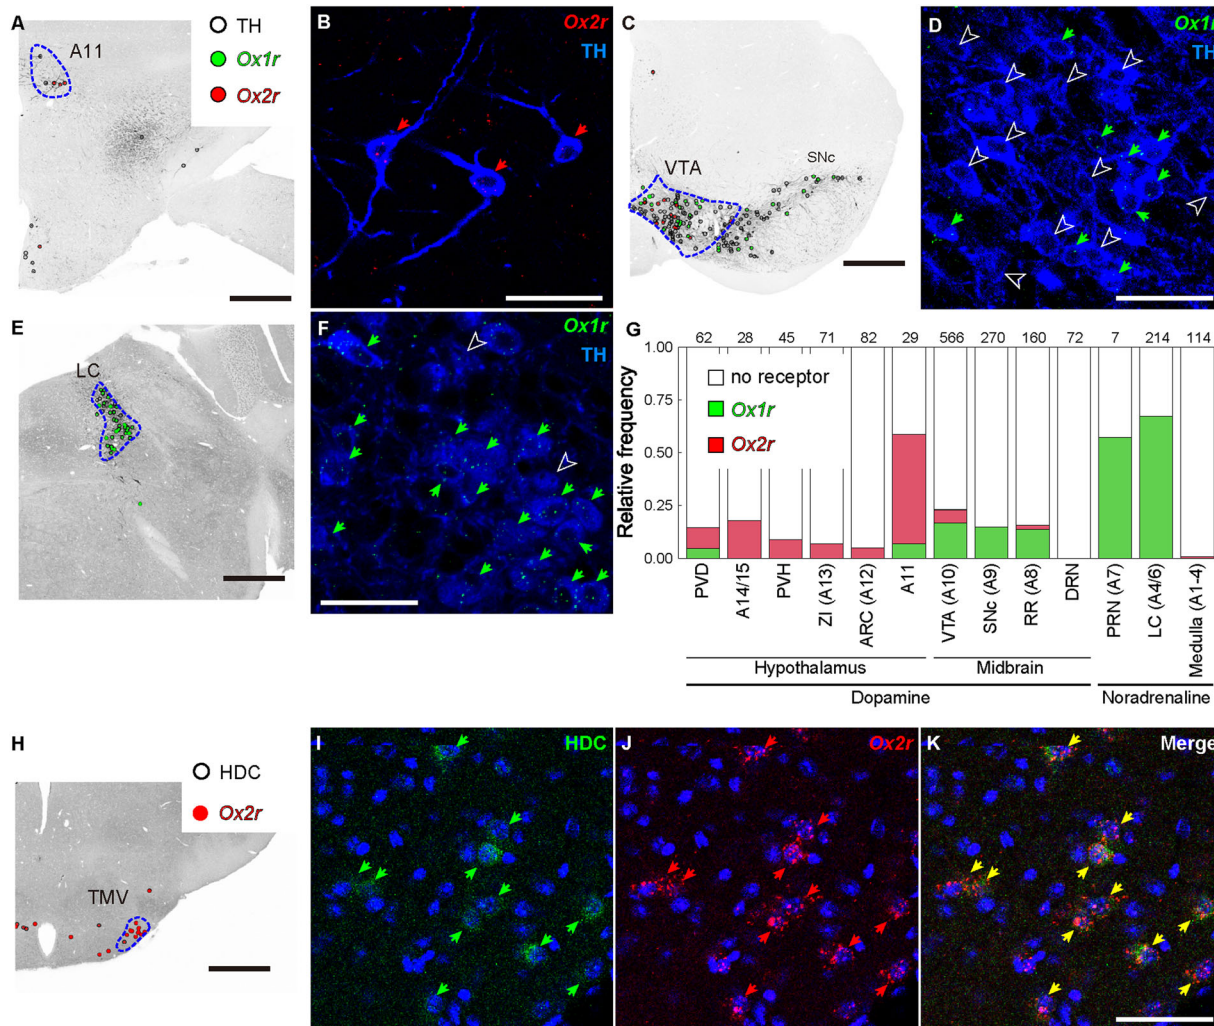 A
TH
Ox1r
Ox2r
A11
B
Ox2r
TH
C
VTA
SNc
D
Ox1r
TH
E
LC
F
Ox1r
TH
G
62 28 45 71 82 29 566 270 160 72 7 214 114
1.00
0.75
0.50
0.25
0.00
Relative frequency
no receptor
Ox1r
Ox2r
PVD
A14/15
PVH
ZI (A13)
ARC (A12)
A11
VTA (A10)
SNc (A9)
RR (A8)
DRN
PRN (A7)
LC (A4/6)
Medulla (A1-4)
Hypothalamus Midbrain
Dopamine Noradrenaline
H
HDC
Ox2r
TMV
I
HDC
J
Ox2r
K
Merge